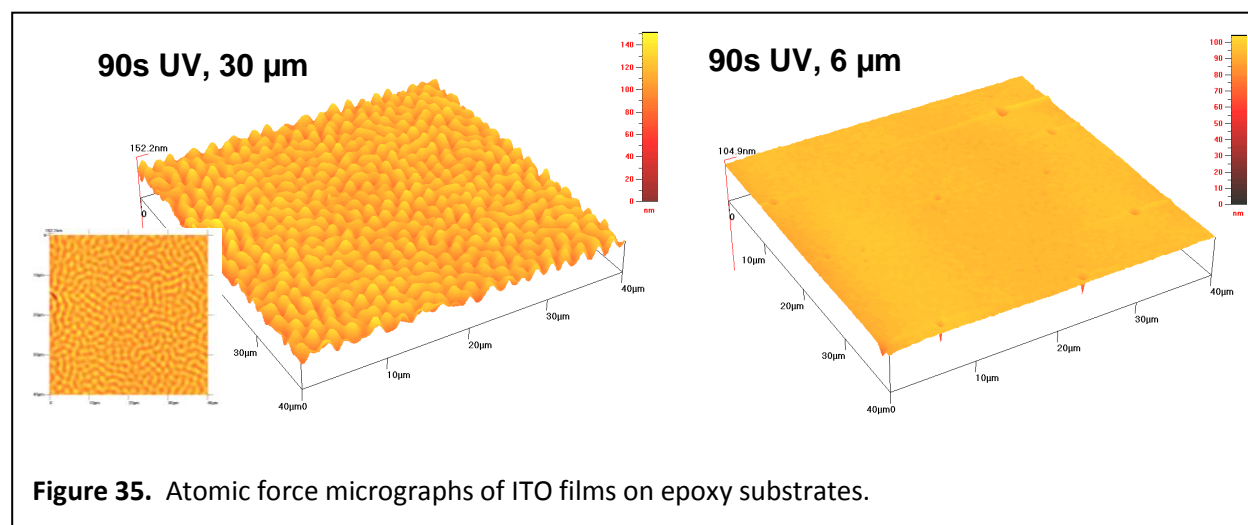 90s UV, 30 µm
152.2nm
0
10µm
20µm
30µm
40µm
30µm
40µm0
140
120
100
80
60
40
20
0
nm
90s UV, 6 µm
104.9nm
0
10µm
20µm
30µm
40µm0
10µm
20µm
30µm
40µm
100
90
80
70
60
50
40
30
20
10
0
nm
Figure 35. Atomic force micrographs of ITO films on epoxy substrates.